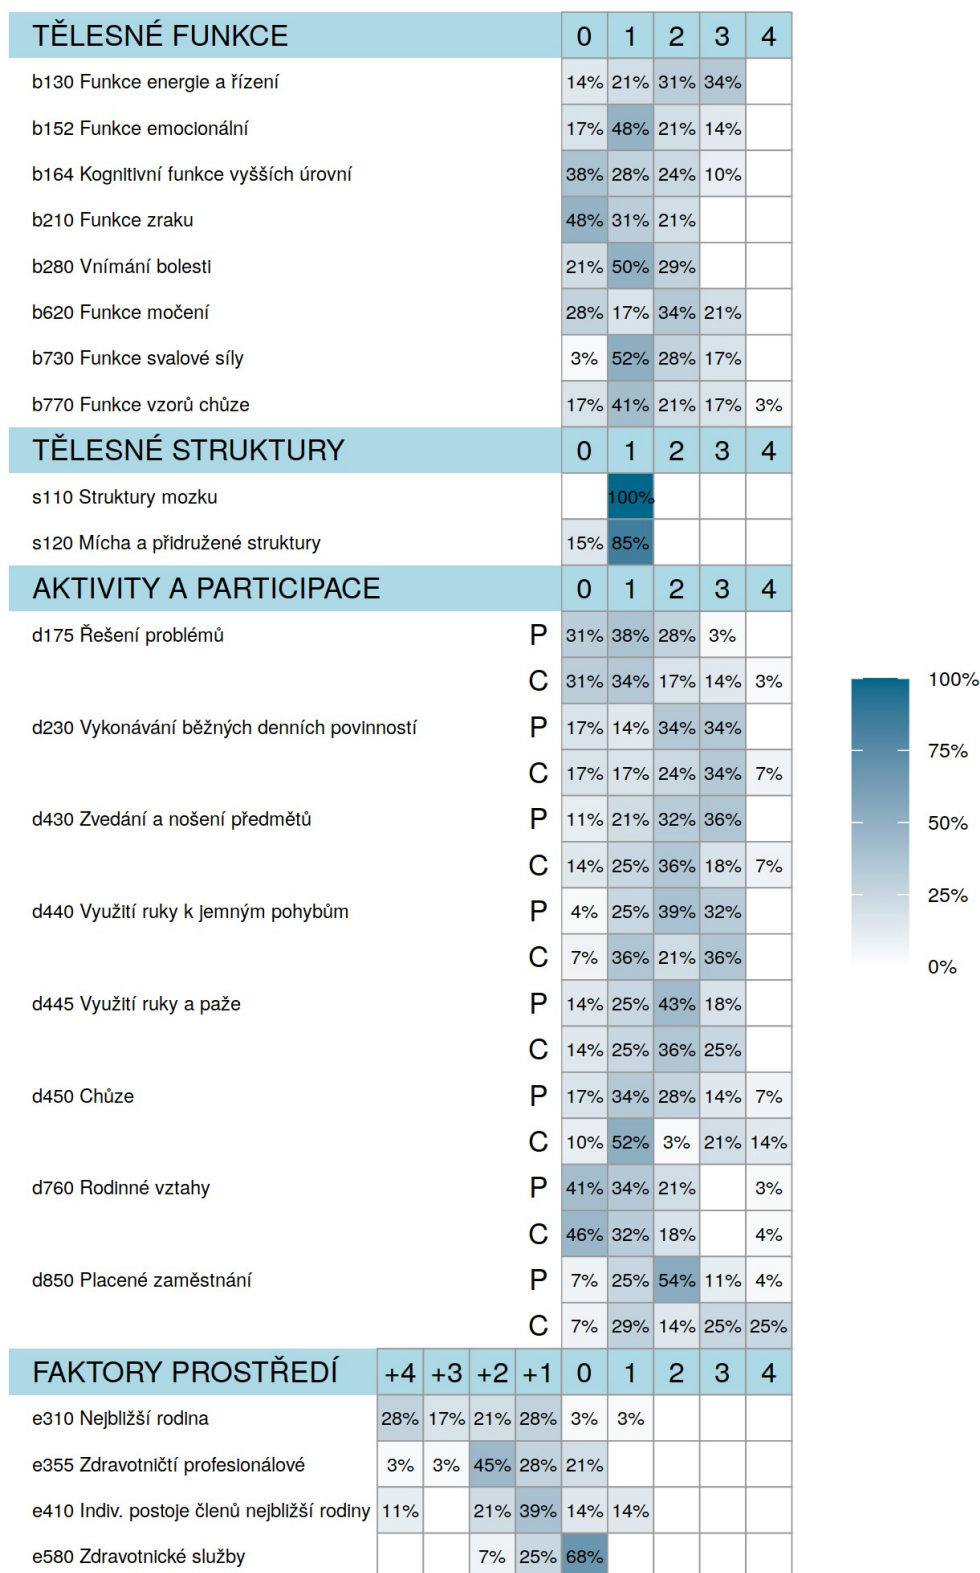 TĚLESNÉ FUNKCE 0 1 2 3 4
b130 Funkce energie a řízení 14% 21% 31% 34%
b152 Funkce emocionální 17% 48% 21% 14%
b164 Kognitivní funkce vyšších úrovní 38% 28% 24% 10%
b210 Funkce zraku 48% 31% 21%
b280 Vnímání bolesti 21% 50% 29%
b620 Funkce močení 28% 17% 34% 21%
b730 Funkce svalové síly 3% 52% 28% 17%
b770 Funkce vzorů chůze 17% 41% 21% 17% 3%
TĚLESNÉ STRUKTURY 0 1 2 3 4
s110 Struktury mozku 100%
s120 Mícha a přidružené struktury 15% 85%
AKTIVITY A PARTICIPACE 0 1 2 3 4
d175 Řešení problémů P 31% 38% 28% 3%
C 31% 34% 17% 14% 3%
d230 Vykonávání běžných denních povinností P 17% 14% 34% 34%
C 17% 17% 24% 34% 7%
d430 Zvedání a nošení předmětů P 11% 21% 32% 36%
C 14% 25% 36% 18% 7%
d440 Využití ruky k jemným pohybům P 4% 25% 39% 32%
C 7% 36% 21% 36%
d445 Využití ruky a paže P 14% 25% 43% 18%
C 14% 25% 36% 25%
d450 Chůze P 17% 34% 28% 14% 7%
C 10% 52% 3% 21% 14%
d760 Rodinné vztahy P 41% 34% 21% 3%
C 46% 32% 18% 4%
d850 Placené zaměstnání P 7% 25% 54% 11% 4%
C 7% 29% 14% 25% 25%
FAKTORY PROSTŘEDÍ +4 +3 +2 +1 0 1 2 3 4
e310 Nejbližší rodina 28% 17% 21% 28% 3% 3%
e355 Zdravotničtí profesionálové 3% 3% 45% 28% 21%
e410 Indiv. postoje členů nejbližší rodiny 11% 21% 39% 14% 14%
e580 Zdravotnické služby 7% 25% 68%
100%
75%
50%
25%
0%